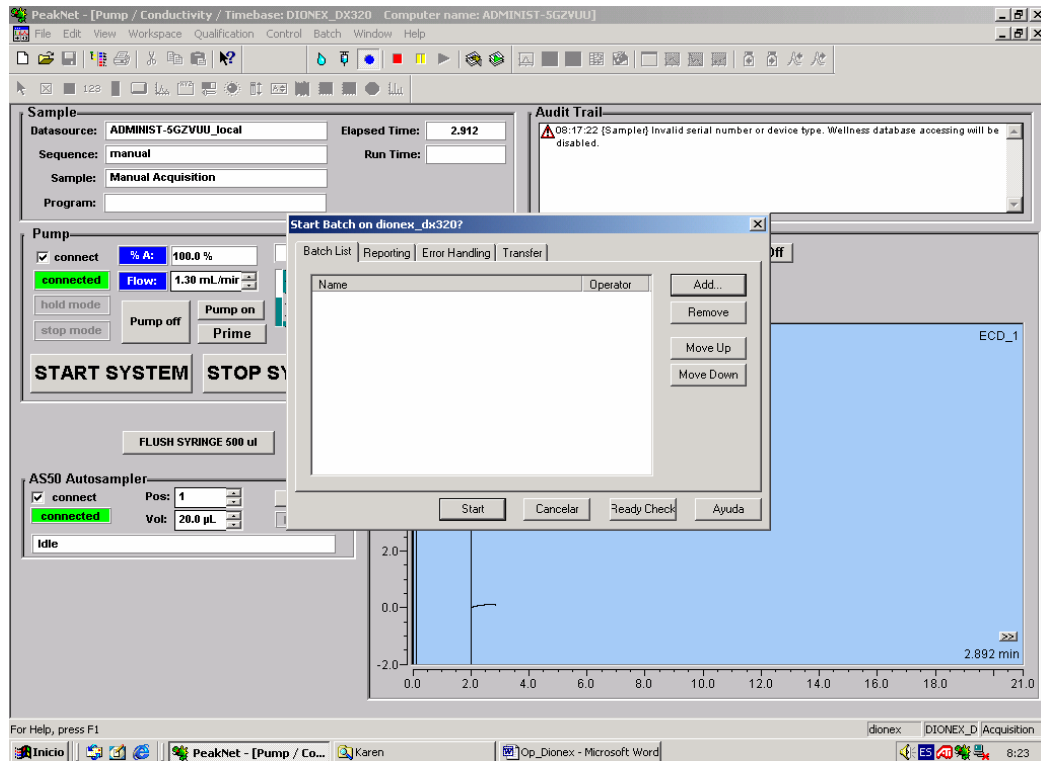 PeakNet - [Pump / Conductivity / Timebase: DIONEX_DX320 Computer name: ADMINIST-5GZVUU]
File Edit View Workspace Qualification Control Batch Window Help
123
Sample
Datasource: ADMINIST-5GZVUU_local
Elapsed Time: 2.912
Sequence: manual
Run Time:
Sample: Manual Acquisition
Program:
Audit Trail
08:17:22 {Sampler} Invalid serial number or device type. Wellness database accessing will be
disabled.
Start Batch on dionex_dx320?
Batch List Reporting Error Handling Transfer
Name Operator
Add...
Remove
Move Up
Move Down
Start Cancelar Ready Check Ayuda
Pump
connect % A: 100.0 %
connected Flow: 1.30 mL/min
hold mode
stop mode
Pump off
Pump on
Prime
START SYSTEM STOP SY
FLUSH SYRINGE 500 ul
AS50 Autosampler
connect Pos: 1
connected Vol: 20.0 µL
Idle
Off
ECD_1
2.0
0.0
-2.0
>>
2.892 min
0.0 2.0 4.0 6.0 8.0 10.0 12.0 14.0 16.0 18.0 21.0
For Help, press F1
dionex DIONEX_D Acquisition
Inicio PeakNet - [Pump / Co... Karen Op_Dionex - Microsoft Word ES 8:23